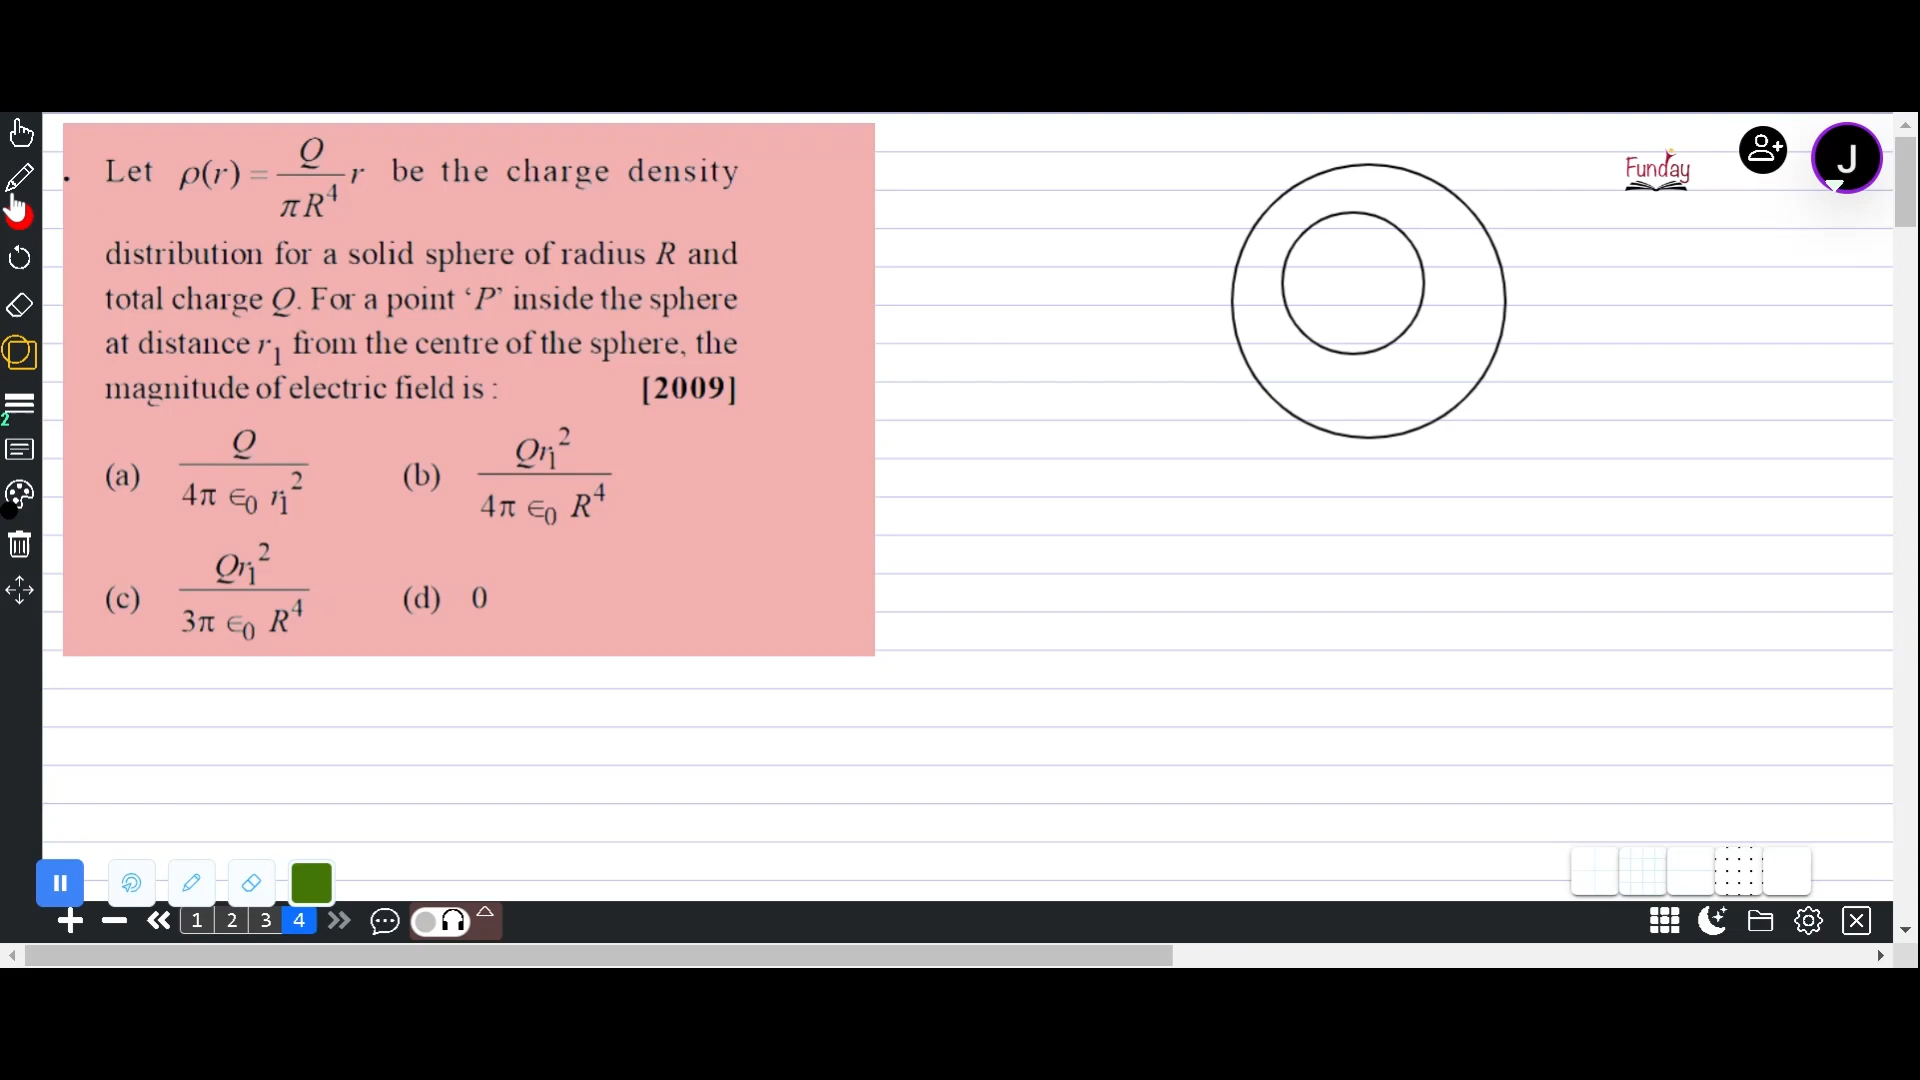 . Let ρ(r) = Q/(πR⁴) r be the charge density
distribution for a solid sphere of radius R and
total charge Q. For a point ‘P’ inside the sphere
at distance r₁ from the centre of the sphere, the
magnitude of electric field is : [2009]
(a) Q/(4π ∈₀ r₁²) (b) Qr₁²/(4π ∈₀ R⁴)
(c) Qr₁²/(3π ∈₀ R⁴) (d) 0
Funday
J
2
1 2 3 4